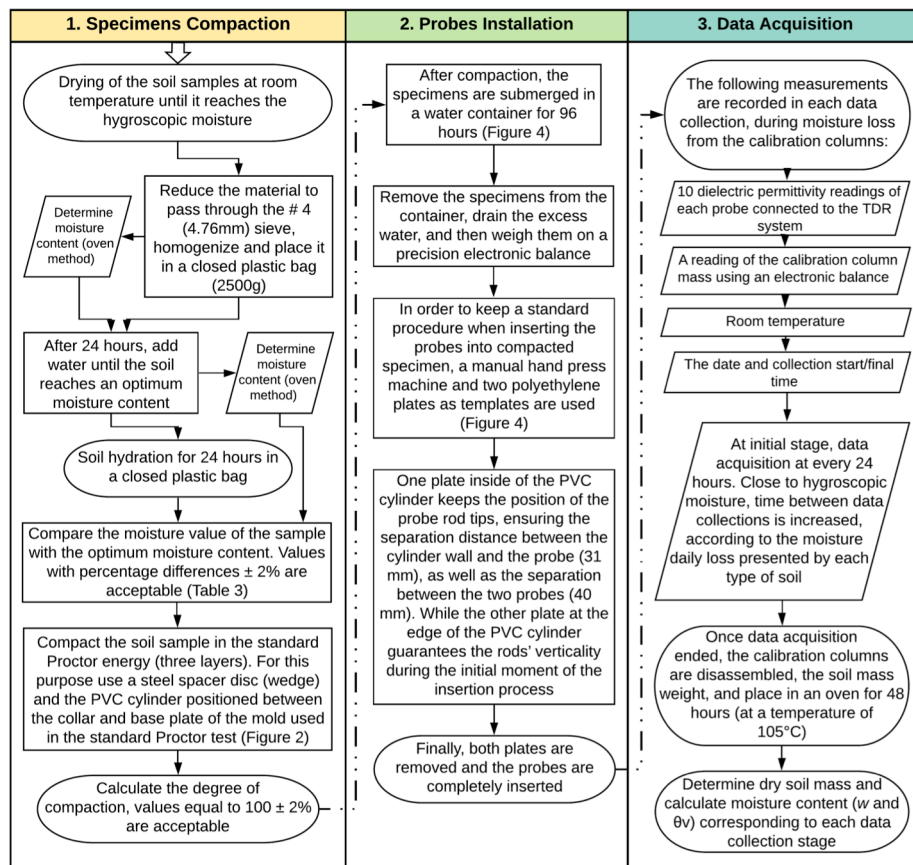 1. Specimens Compaction
Drying of the soil samples at room
temperature until it reaches the
hygroscopic moisture
Reduce the material to
pass through the # 4
(4.76mm) sieve,
homogenize and place it
in a closed plastic bag
(2500g)
Determine
moisture
content (oven
method)
After 24 hours, add
water until the soil
reaches an optimum
moisture content
Determine
moisture
content (oven
method)
Soil hydration for 24 hours in
a closed plastic bag
Compare the moisture value of the sample
with the optimum moisture content. Values
with percentage differences ± 2% are
acceptable (Table 3)
Compact the soil sample in the standard
Proctor energy (three layers). For this
purpose use a steel spacer disc (wedge)
and the PVC cylinder positioned between
the collar and base plate of the mold used
in the standard Proctor test (Figure 2)
Calculate the degree of
compaction, values equal to 100 ± 2%
are acceptable
2. Probes Installation
After compaction, the
specimens are submerged in
a water container for 96
hours (Figure 4)
Remove the specimens from the
container, drain the excess
water, and then weigh them on a
precision electronic balance
In order to keep a standard
procedure when inserting the
probes into compacted
specimen, a manual hand press
machine and two polyethylene
plates as templates are used
(Figure 4)
One plate inside of the PVC
cylinder keeps the position of the
probe rod tips, ensuring the
separation distance between the
cylinder wall and the probe (31
mm), as well as the separation
between the two probes (40
mm). While the other plate at the
edge of the PVC cylinder
guarantees the rods' verticality
during the initial moment of the
insertion process
Finally, both plates are
removed and the probes are
completely inserted
3. Data Acquisition
The following measurements
are recorded in each data
collection, during moisture loss
from the calibration columns:
10 dielectric permittivity readings of
each probe connected to the TDR
system
A reading of the calibration column
mass using an electronic balance
Room temperature
The date and collection start/final
time
At initial stage, data
acquisition at every 24
hours. Close to hygroscopic
moisture, time between data
collections is increased,
according to the moisture
daily loss presented by each
type of soil
Once data acquisition
ended, the calibration columns
are disassembled, the soil mass
weight, and place in an oven for 48
hours (at a temperature of
105°C)
Determine dry soil mass and
calculate moisture content (w and
θv) corresponding to each data
collection stage